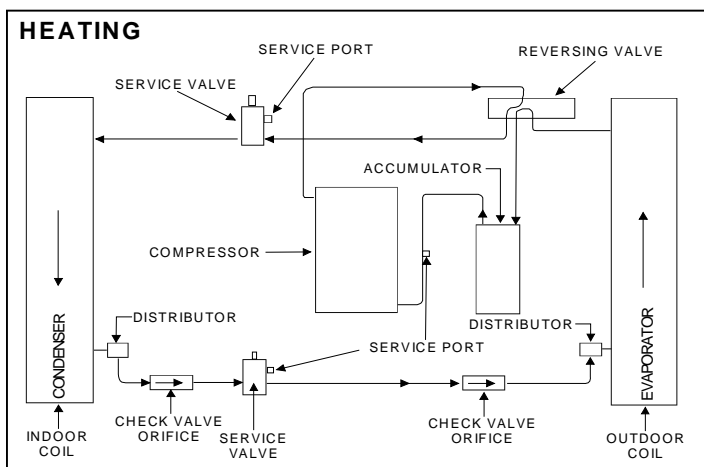 HEATING
SERVICE PORT
REVERSING VALVE
SERVICE VALVE
ACCUMULATOR
COMPRESSOR
CONDENSER
EVAPORATOR
DISTRIBUTOR
DISTRIBUTOR
SERVICE PORT
INDOOR
COIL
CHECK VALVE
ORIFICE
SERVICE
VALVE
CHECK VALVE
ORIFICE
OUTDOOR
COIL